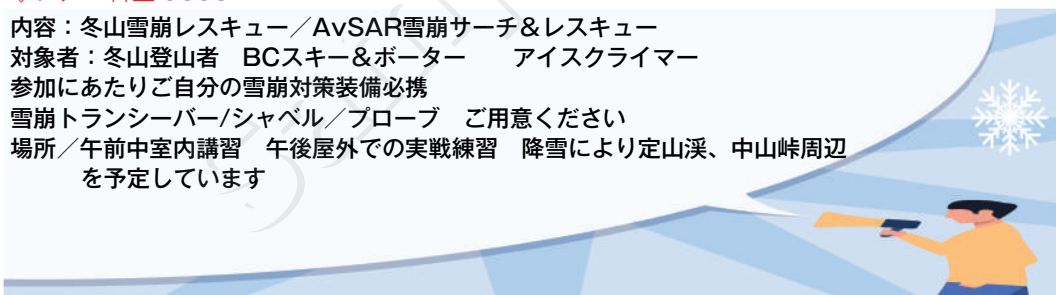 内容：冬山雪崩レスキュー／AvSAR雪崩サーチ＆レスキュー
対象者：冬山登山者　BCスキー&ボーター　　アイスクライマー
参加にあたりご自分の雪崩対策装備必携
雪崩トランシーバー/シャベル／プローブ　ご用意ください
場所／午前中室内講習　午後屋外での実戦練習　降雪により定山渓、中山峠周辺
を予定しています